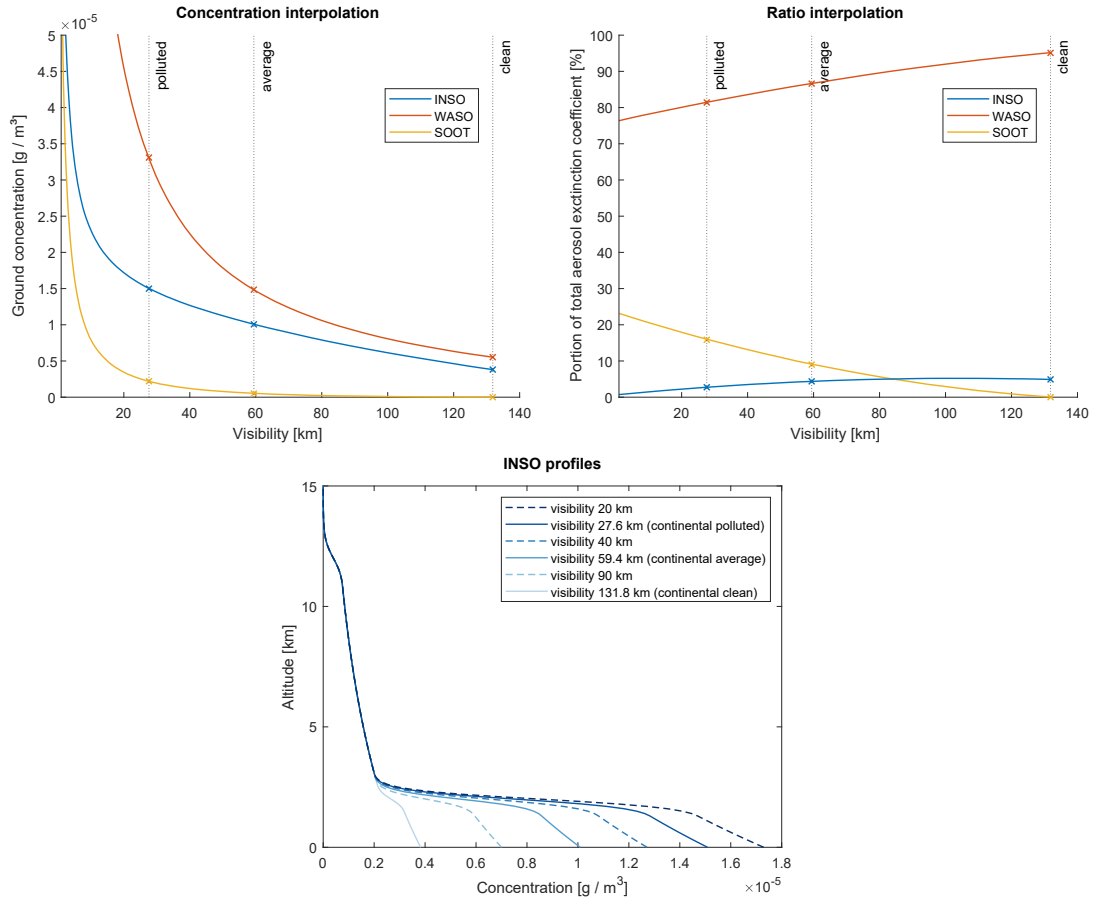 Concentration interpolation
×10⁻⁵
5
4.5
4
3.5
3
2.5
2
1.5
1
0.5
0
Ground concentration [g / m³]
polluted
average
clean
INSO
WASO
SOOT
20 40 60 80 100 120 140
Visibility [km]
Ratio interpolation
100
90
80
70
60
50
40
30
20
10
0
Portion of total aerosol exctinction coefficient [%]
polluted
average
clean
INSO
WASO
SOOT
20 40 60 80 100 120 140
Visibility [km]
INSO profiles
15
10
5
0
Altitude [km]
visibility 20 km
visibility 27.6 km (continental polluted)
visibility 40 km
visibility 59.4 km (continental average)
visibility 90 km
visibility 131.8 km (continental clean)
0 0.2 0.4 0.6 0.8 1 1.2 1.4 1.6 1.8
Concentration [g / m³]
×10⁻⁵